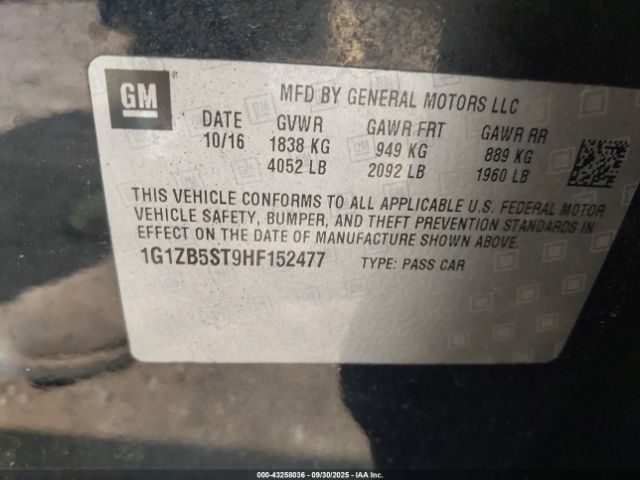 GM
MFD BY GENERAL MOTORS LLC
DATE GVWR GAWR FRT GAWR RR
10/16 1838 KG 949 KG 889 KG
4052 LB 2092 LB 1960 LB
THIS VEHICLE CONFORMS TO ALL APPLICABLE U.S. FEDERAL MOTOR
VEHICLE SAFETY, BUMPER, AND THEFT PREVENTION STANDARDS IN
EFFECT ON THE DATE OF MANUFACTURE SHOWN ABOVE.
1G1ZB5ST9HF152477 TYPE: PASS CAR
000-43258036 - 09/30/2025 - IAA Inc.